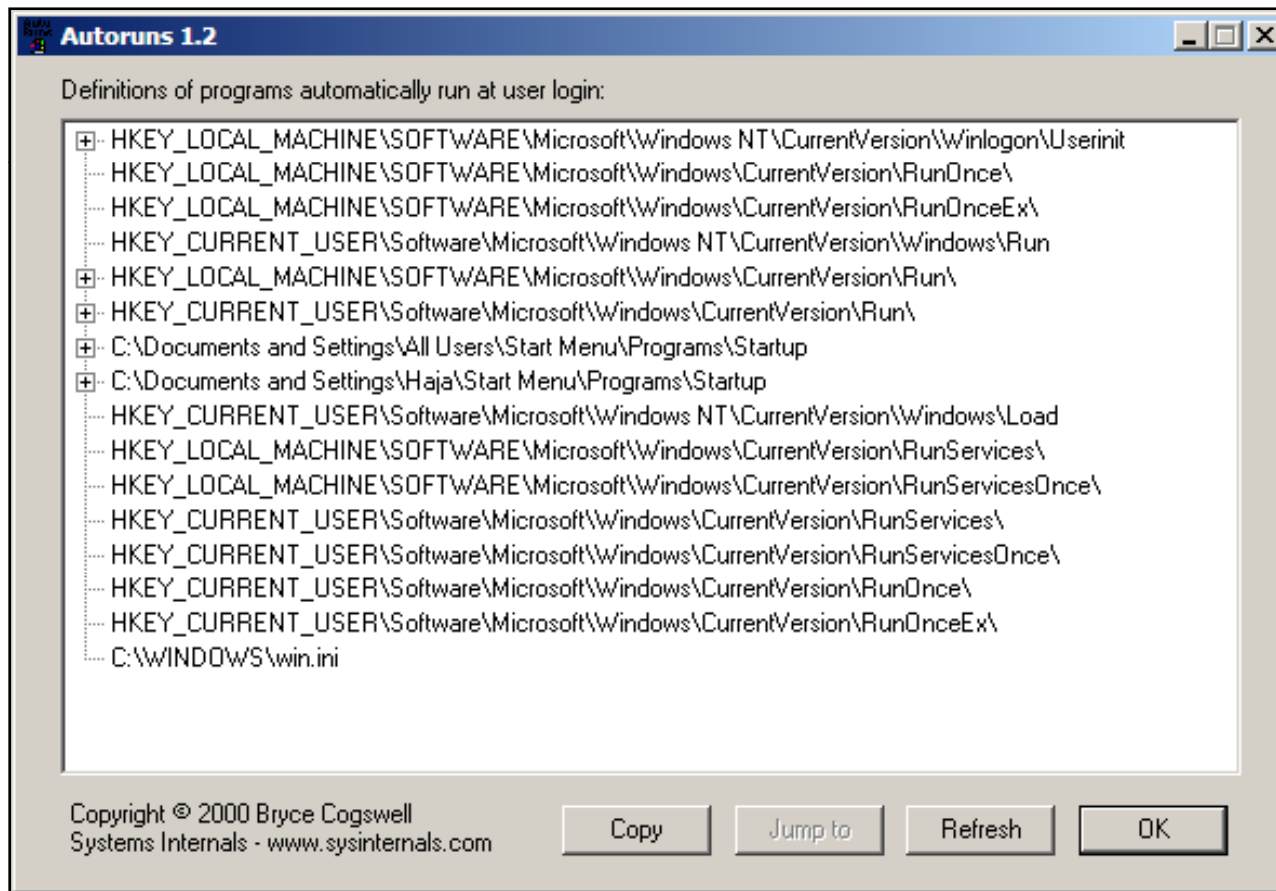 Autoruns 1.2
Definitions of programs automatically run at user login:
HKEY_LOCAL_MACHINE\SOFTWARE\Microsoft\Windows NT\CurrentVersion\Winlogon\Userinit
HKEY_LOCAL_MACHINE\SOFTWARE\Microsoft\Windows\CurrentVersion\RunOnce\
HKEY_LOCAL_MACHINE\SOFTWARE\Microsoft\Windows\CurrentVersion\RunOnceEx\
HKEY_CURRENT_USER\Software\Microsoft\Windows NT\CurrentVersion\Windows\Run
HKEY_LOCAL_MACHINE\SOFTWARE\Microsoft\Windows\CurrentVersion\Run\
HKEY_CURRENT_USER\Software\Microsoft\Windows\CurrentVersion\Run\
C:\Documents and Settings\All Users\Start Menu\Programs\Startup
C:\Documents and Settings\Haja\Start Menu\Programs\Startup
HKEY_CURRENT_USER\Software\Microsoft\Windows NT\CurrentVersion\Windows\Load
HKEY_LOCAL_MACHINE\SOFTWARE\Microsoft\Windows\CurrentVersion\RunServices\
HKEY_LOCAL_MACHINE\SOFTWARE\Microsoft\Windows\CurrentVersion\RunServicesOnce\
HKEY_CURRENT_USER\Software\Microsoft\Windows\CurrentVersion\RunServices\
HKEY_CURRENT_USER\Software\Microsoft\Windows\CurrentVersion\RunServicesOnce\
HKEY_CURRENT_USER\Software\Microsoft\Windows\CurrentVersion\RunOnce\
HKEY_CURRENT_USER\Software\Microsoft\Windows\CurrentVersion\RunOnceEx\
C:\WINDOWS\win.ini
Copyright © 2000 Bryce Cogswell
Systems Internals - www.sysinternals.com
Copy Jump to Refresh OK